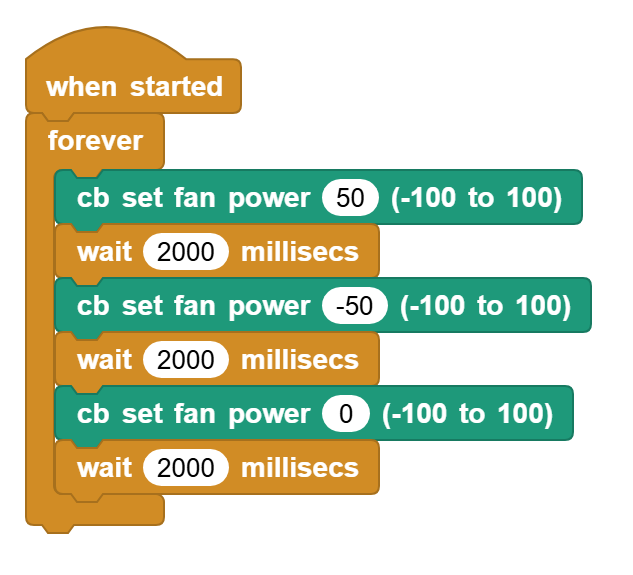 when started
forever
cb set fan power 50 (-100 to 100)
wait 2000 millisecs
cb set fan power -50 (-100 to 100)
wait 2000 millisecs
cb set fan power 0 (-100 to 100)
wait 2000 millisecs